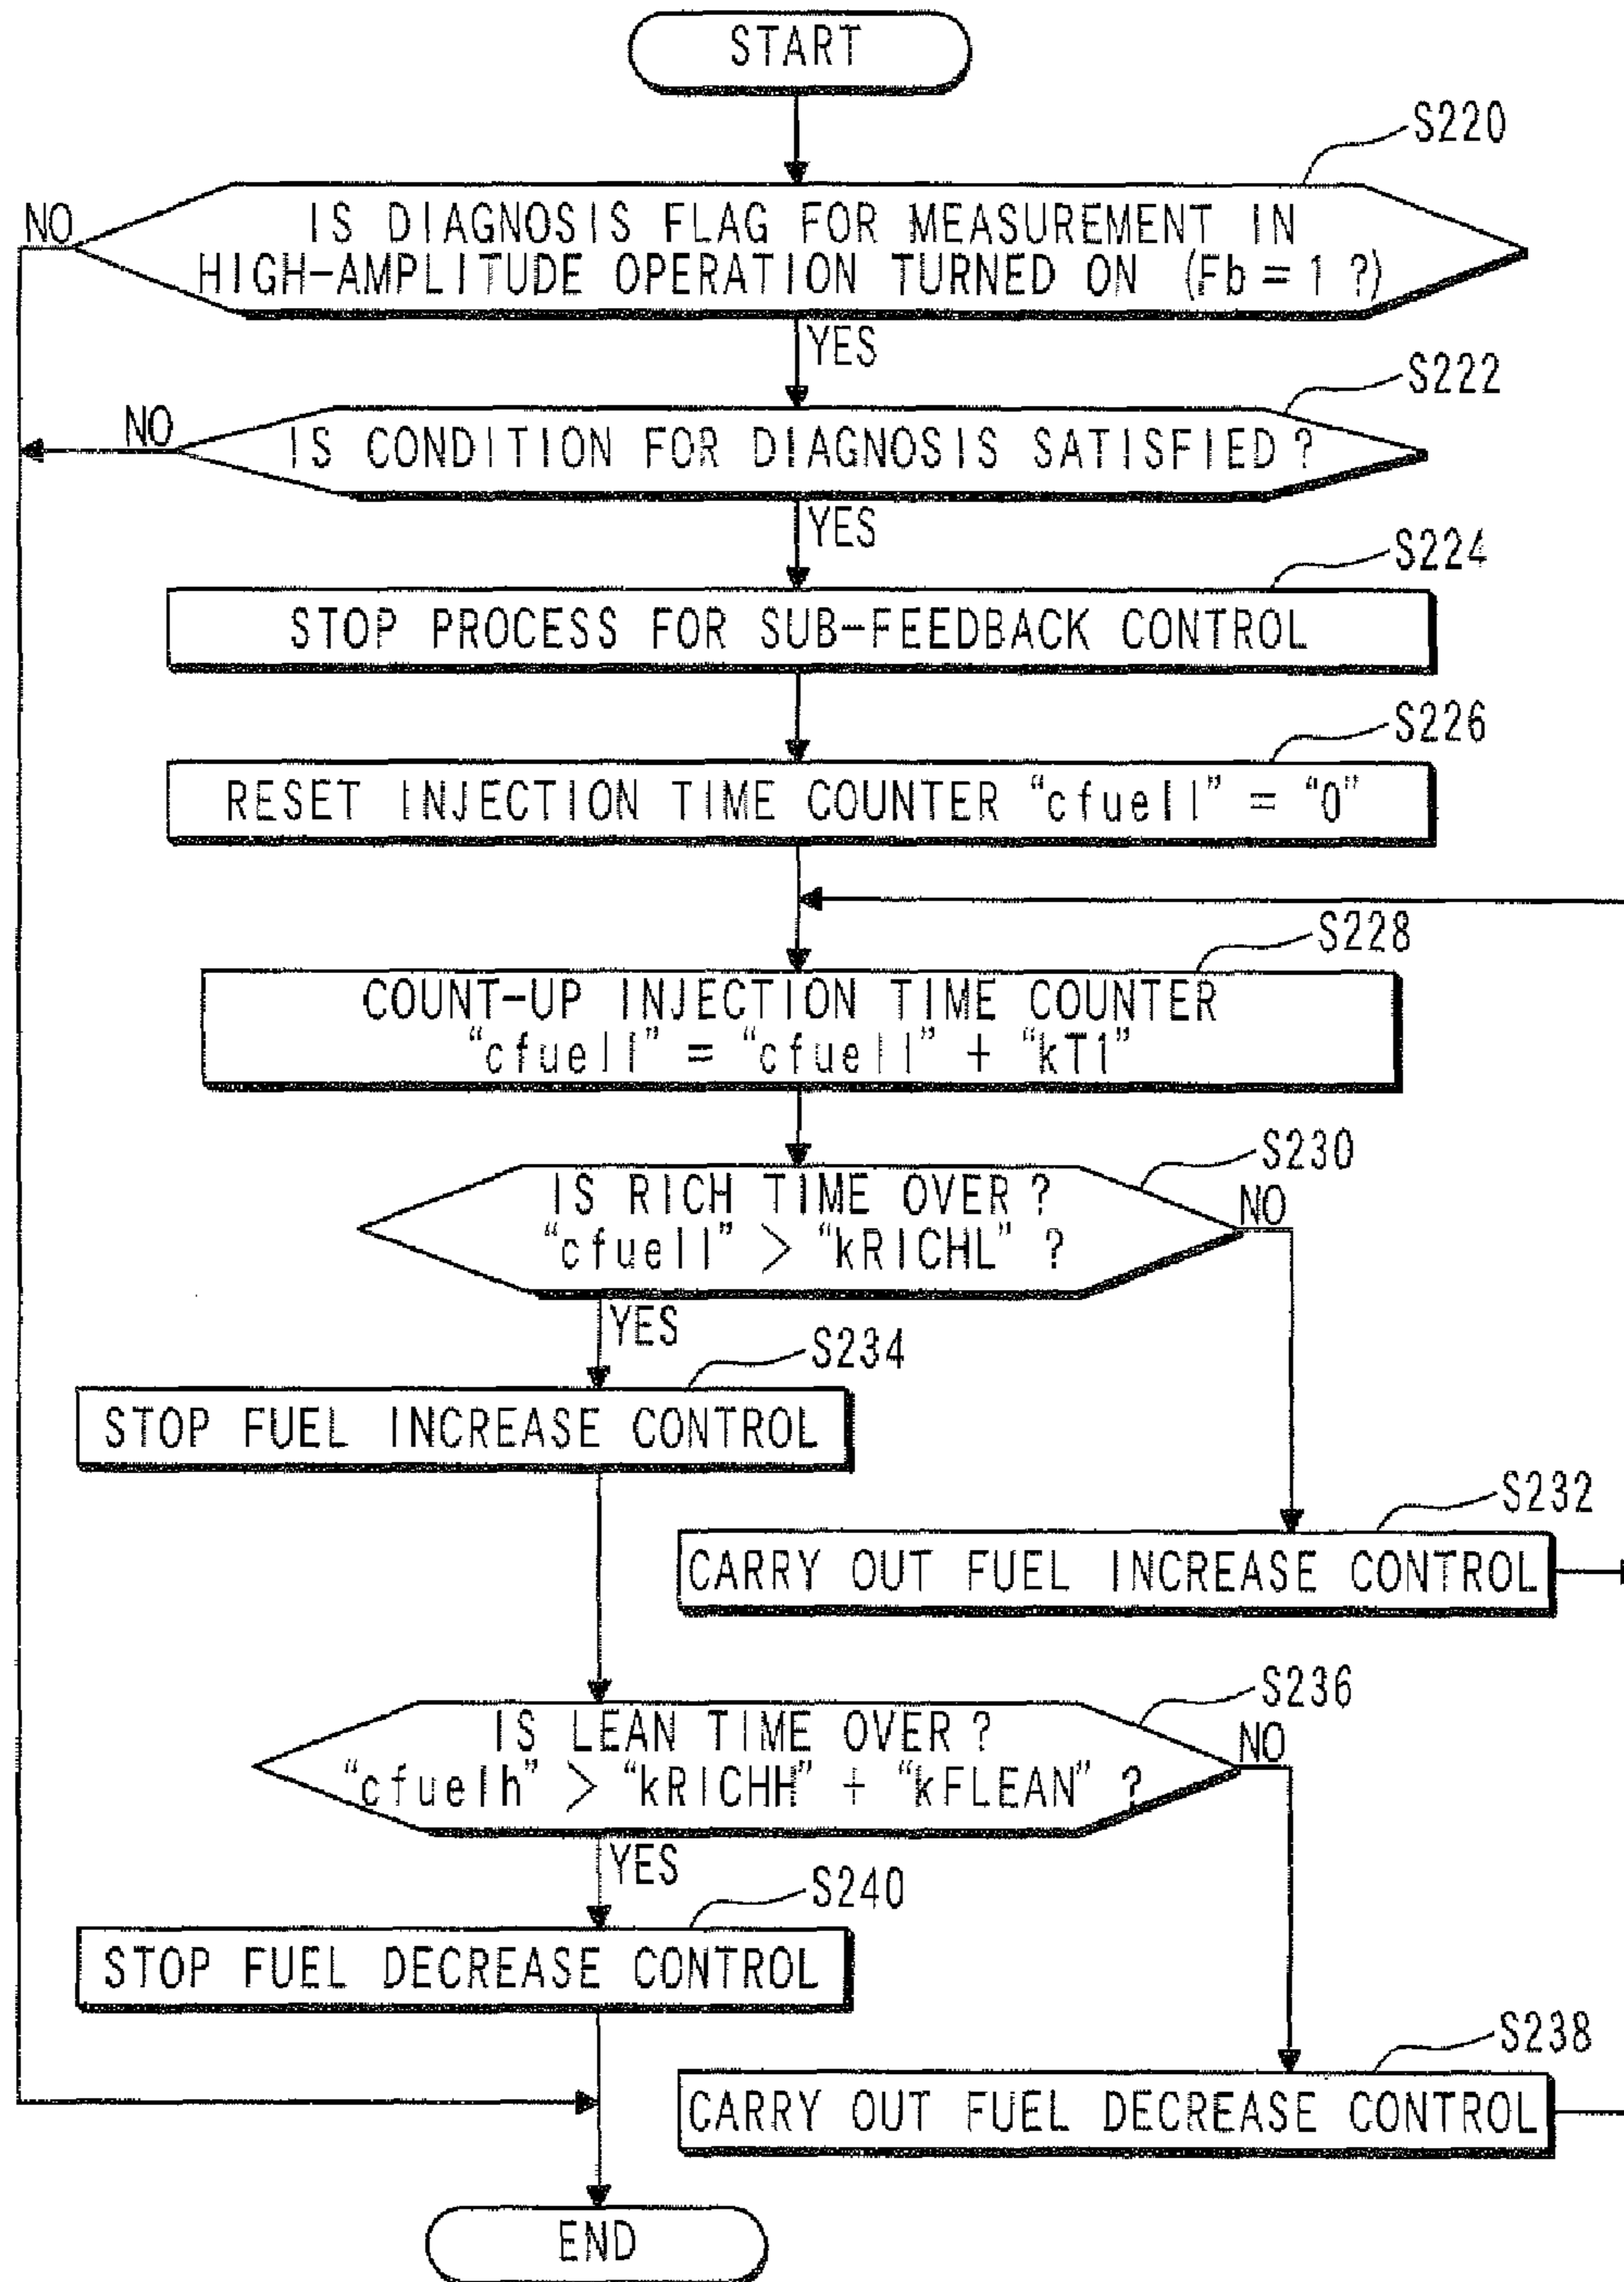 START
S220
NO
IS DIAGNOSIS FLAG FOR MEASUREMENT IN
HIGH-AMPLITUDE OPERATION TURNED ON (Fb = 1 ?)
YES
S222
NO
IS CONDITION FOR DIAGNOSIS SATISFIED ?
YES
S224
STOP PROCESS FOR SUB-FEEDBACK CONTROL
S226
RESET INJECTION TIME COUNTER “cfuell” = “0”
S228
COUNT-UP INJECTION TIME COUNTER
“cfuell” = “cfuell” + “kT1”
S230
IS RICH TIME OVER ?
NO
“cfuell” > “kRICHL” ?
YES
S234
STOP FUEL INCREASE CONTROL
S232
CARRY OUT FUEL INCREASE CONTROL
S236
IS LEAN TIME OVER ?
NO
“cfuelh” > “kRICHH” + “kFLEAN” ?
YES
S240
STOP FUEL DECREASE CONTROL
S238
CARRY OUT FUEL DECREASE CONTROL
END